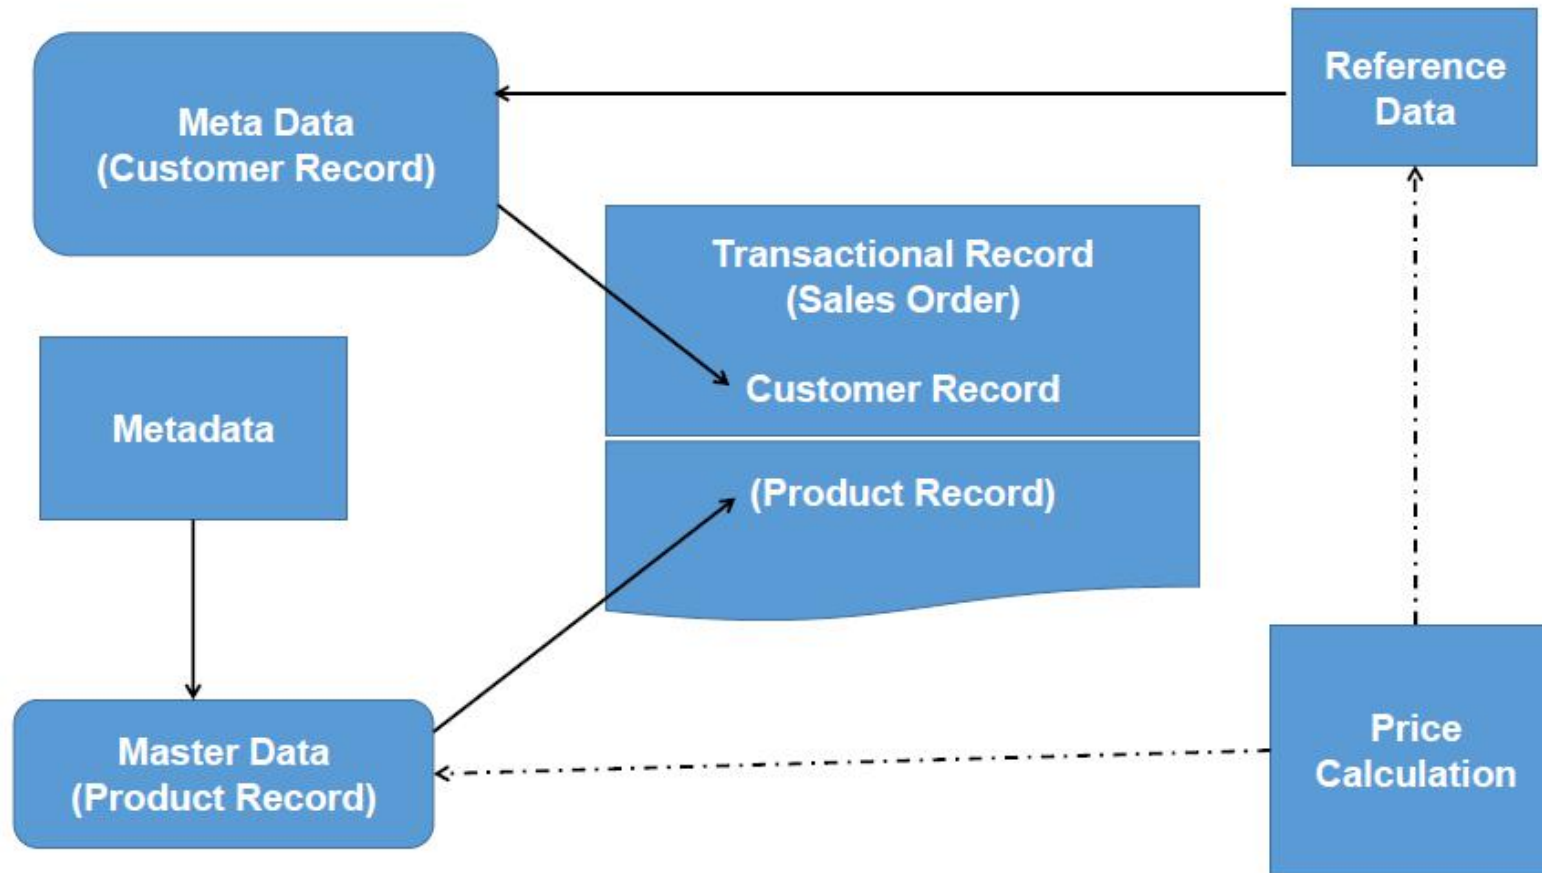 Meta Data
(Customer Record)
Reference
Data
Transactional Record
(Sales Order)
Customer Record
Metadata
(Product Record)
Master Data
(Product Record)
Price
Calculation